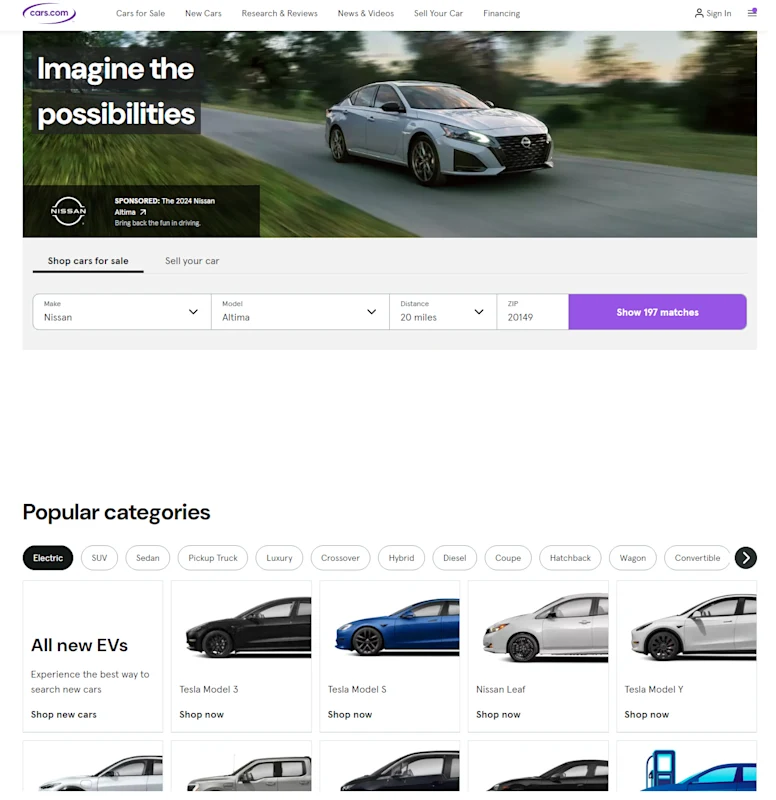 cars.com
Cars for Sale
New Cars
Research & Reviews
News & Videos
Sell Your Car
Financing
Sign In
Imagine the
possibilities
NISSAN
SPONSORED: The 2024 Nissan
Altima
Bring back the fun in driving.
Shop cars for sale
Sell your car
Make
Nissan
Model
Altima
Distance
20 miles
ZIP
20149
Show 197 matches
Popular categories
Electric
SUV
Sedan
Pickup Truck
Luxury
Crossover
Hybrid
Diesel
Coupe
Hatchback
Wagon
Convertible
All new EVs
Experience the best way to
search new cars
Shop new cars
Tesla Model 3
Shop now
Tesla Model S
Shop now
Nissan Leaf
Shop now
Tesla Model Y
Shop now